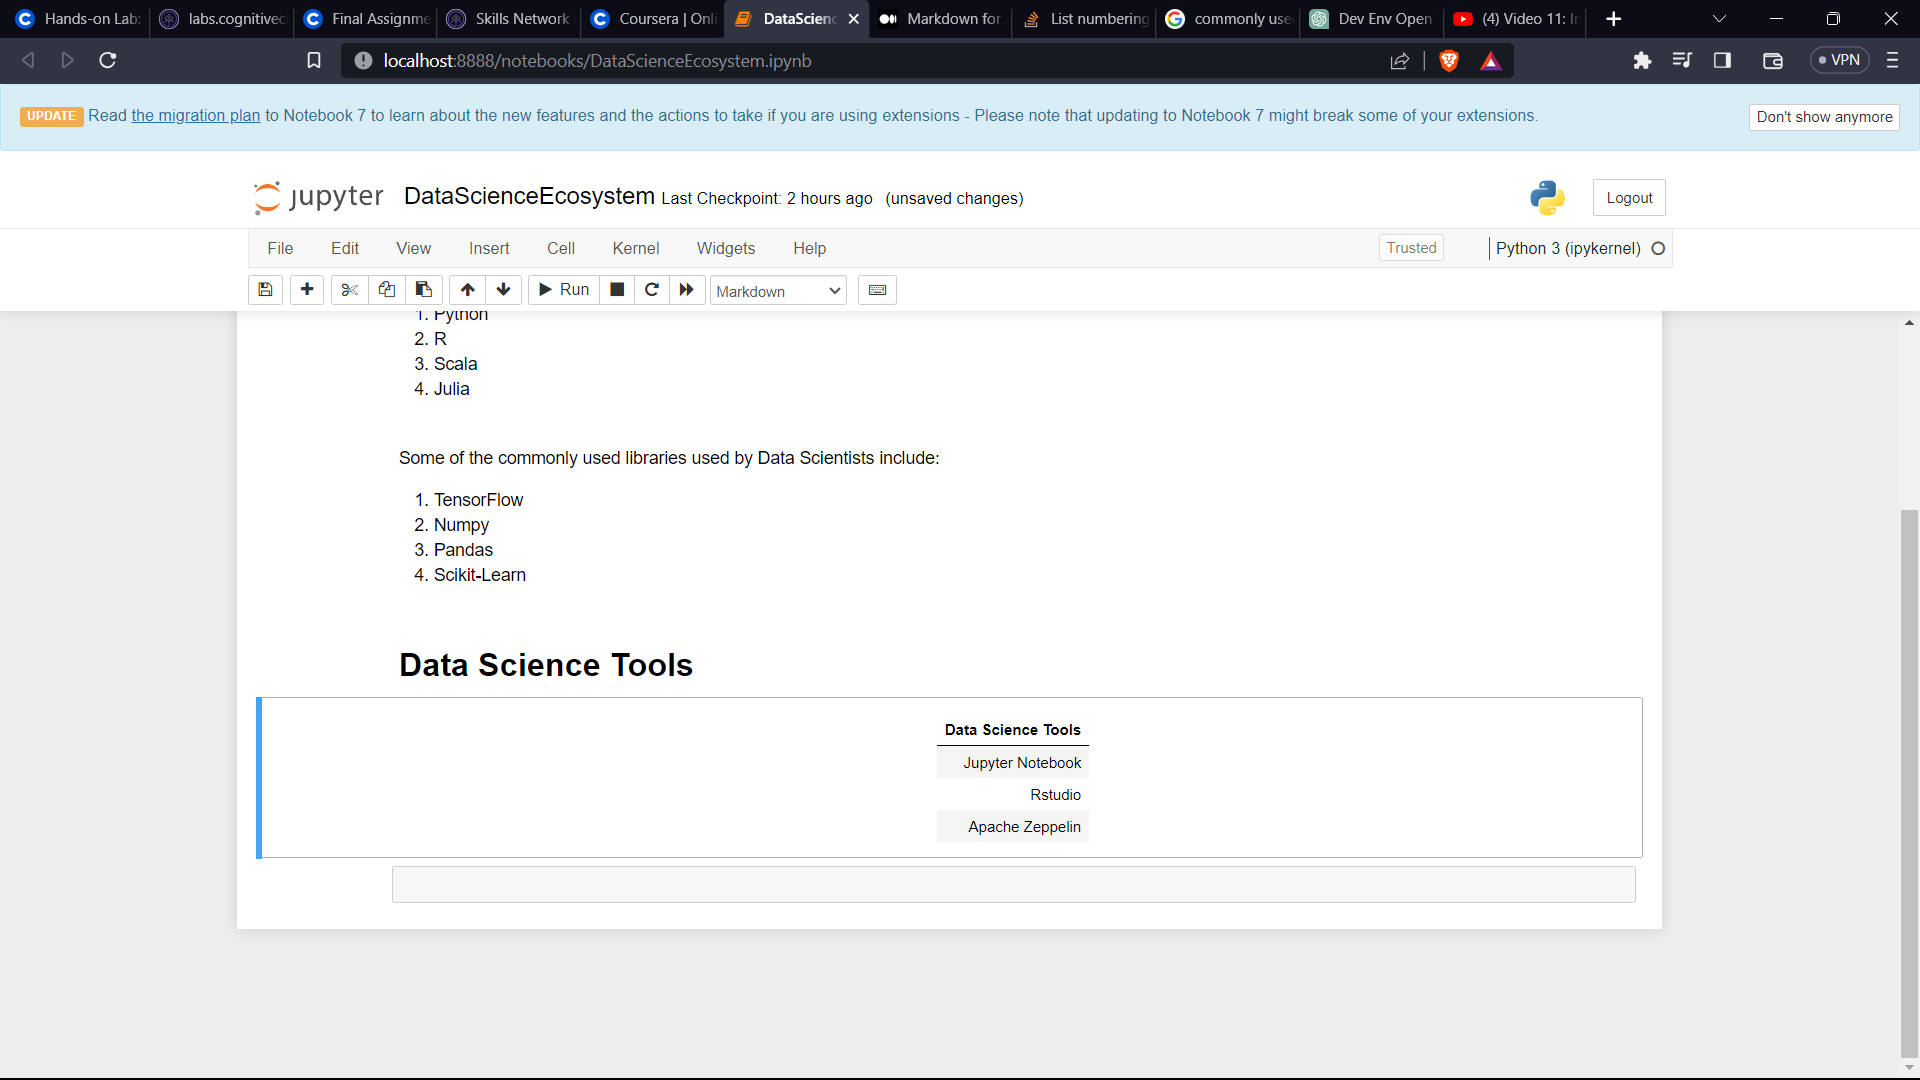 Hands-on Lab:
labs.cognitivec
Final Assignme
Skills Network
Coursera | Onli
DataScienc
Markdown for
List numbering
commonly use
Dev Env Open
(4) Video 11: In
localhost:8888/notebooks/DataScienceEcosystem.ipynb
VPN
UPDATE Read the migration plan to Notebook 7 to learn about the new features and the actions to take if you are using extensions - Please note that updating to Notebook 7 might break some of your extensions.
Don't show anymore
jupyter DataScienceEcosystem Last Checkpoint: 2 hours ago (unsaved changes)
Logout
File Edit View Insert Cell Kernel Widgets Help
Trusted
Python 3 (ipykernel)
Run
Markdown
1. Python
2. R
3. Scala
4. Julia
Some of the commonly used libraries used by Data Scientists include:
1. TensorFlow
2. Numpy
3. Pandas
4. Scikit-Learn
Data Science Tools
Data Science Tools
Jupyter Notebook
Rstudio
Apache Zeppelin